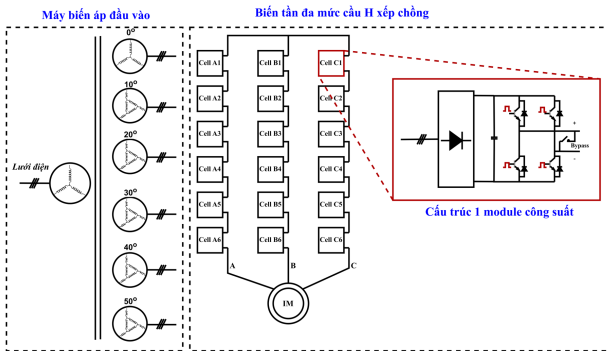 Máy biến áp đầu vào
Biến tần đa mức cầu H xếp chồng
0°
10°
20°
30°
40°
50°
Lưới điện
Cell A1
Cell B1
Cell C1
Cell A2
Cell B2
Cell C2
Cell A3
Cell B3
Cell C3
Cell A4
Cell B4
Cell C4
Cell A5
Cell B5
Cell C5
Cell A6
Cell B6
Cell C6
A
B
C
IM
+
Bypass
-
Cấu trúc 1 module công suất